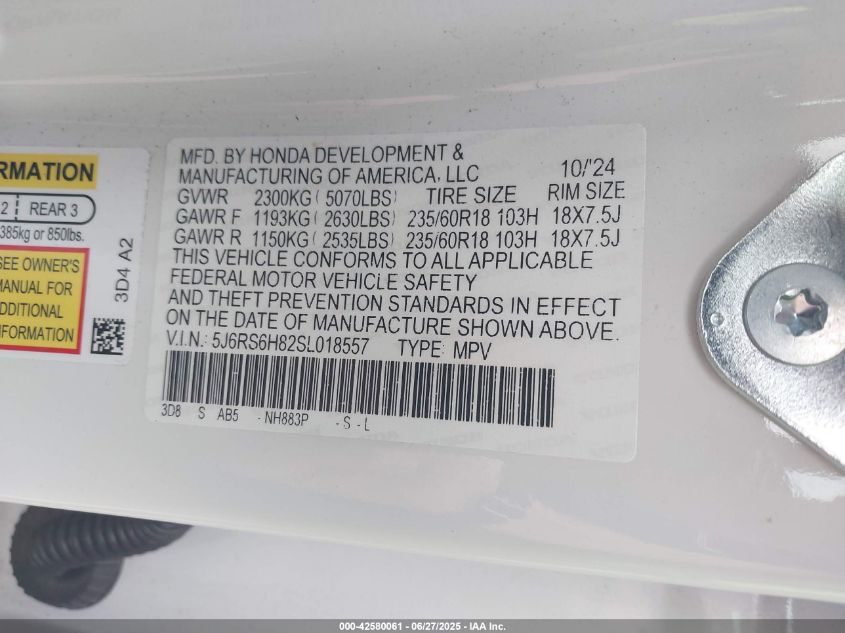 RMATION
2 REAR 3
385kg or 850lbs.
SEE OWNER'S
MANUAL FOR
ADDITIONAL
INFORMATION
3D4 A2
MFD. BY HONDA DEVELOPMENT &
MANUFACTURING OF AMERICA, LLC 10/'24
GVWR 2300KG (5070LBS) TIRE SIZE RIM SIZE
GAWR F 1193KG (2630LBS) 235/60R18 103H 18X7.5J
GAWR R 1150KG (2535LBS) 235/60R18 103H 18X7.5J
THIS VEHICLE CONFORMS TO ALL APPLICABLE
FEDERAL MOTOR VEHICLE SAFETY
AND THEFT PREVENTION STANDARDS IN EFFECT
ON THE DATE OF MANUFACTURE SHOWN ABOVE.
V.I.N.: 5J6RS6H82SL018557 TYPE: MPV
3D8 S AB5 -NH883P -S-L
000-42580061 - 06/27/2025 - IAA Inc.